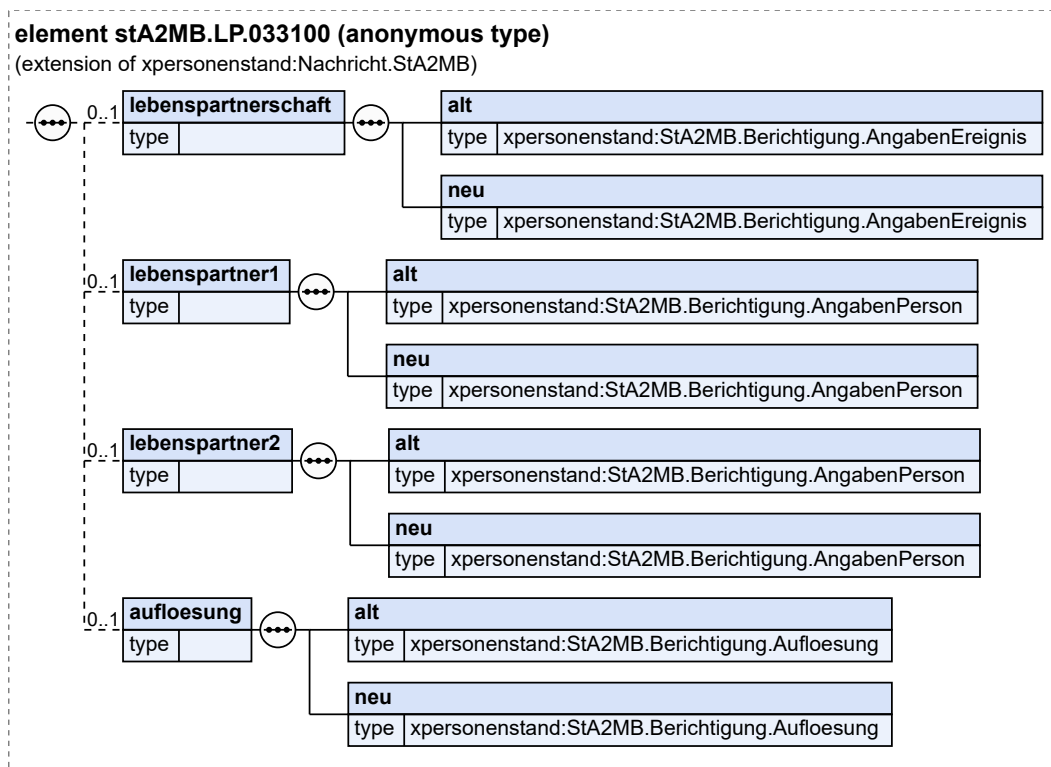 element stA2MB.LP.033100 (anonymous type)
(extension of xpersonenstand:Nachricht.StA2MB)
0..1
lebenspartnerschaft
type
alt
type xpersonenstand:StA2MB.Berichtigung.AngabenEreignis
neu
type xpersonenstand:StA2MB.Berichtigung.AngabenEreignis
0..1
lebenspartner1
type
alt
type xpersonenstand:StA2MB.Berichtigung.AngabenPerson
neu
type xpersonenstand:StA2MB.Berichtigung.AngabenPerson
0..1
lebenspartner2
type
alt
type xpersonenstand:StA2MB.Berichtigung.AngabenPerson
neu
type xpersonenstand:StA2MB.Berichtigung.AngabenPerson
0..1
aufloesung
type
alt
type xpersonenstand:StA2MB.Berichtigung.Aufloesung
neu
type xpersonenstand:StA2MB.Berichtigung.Aufloesung